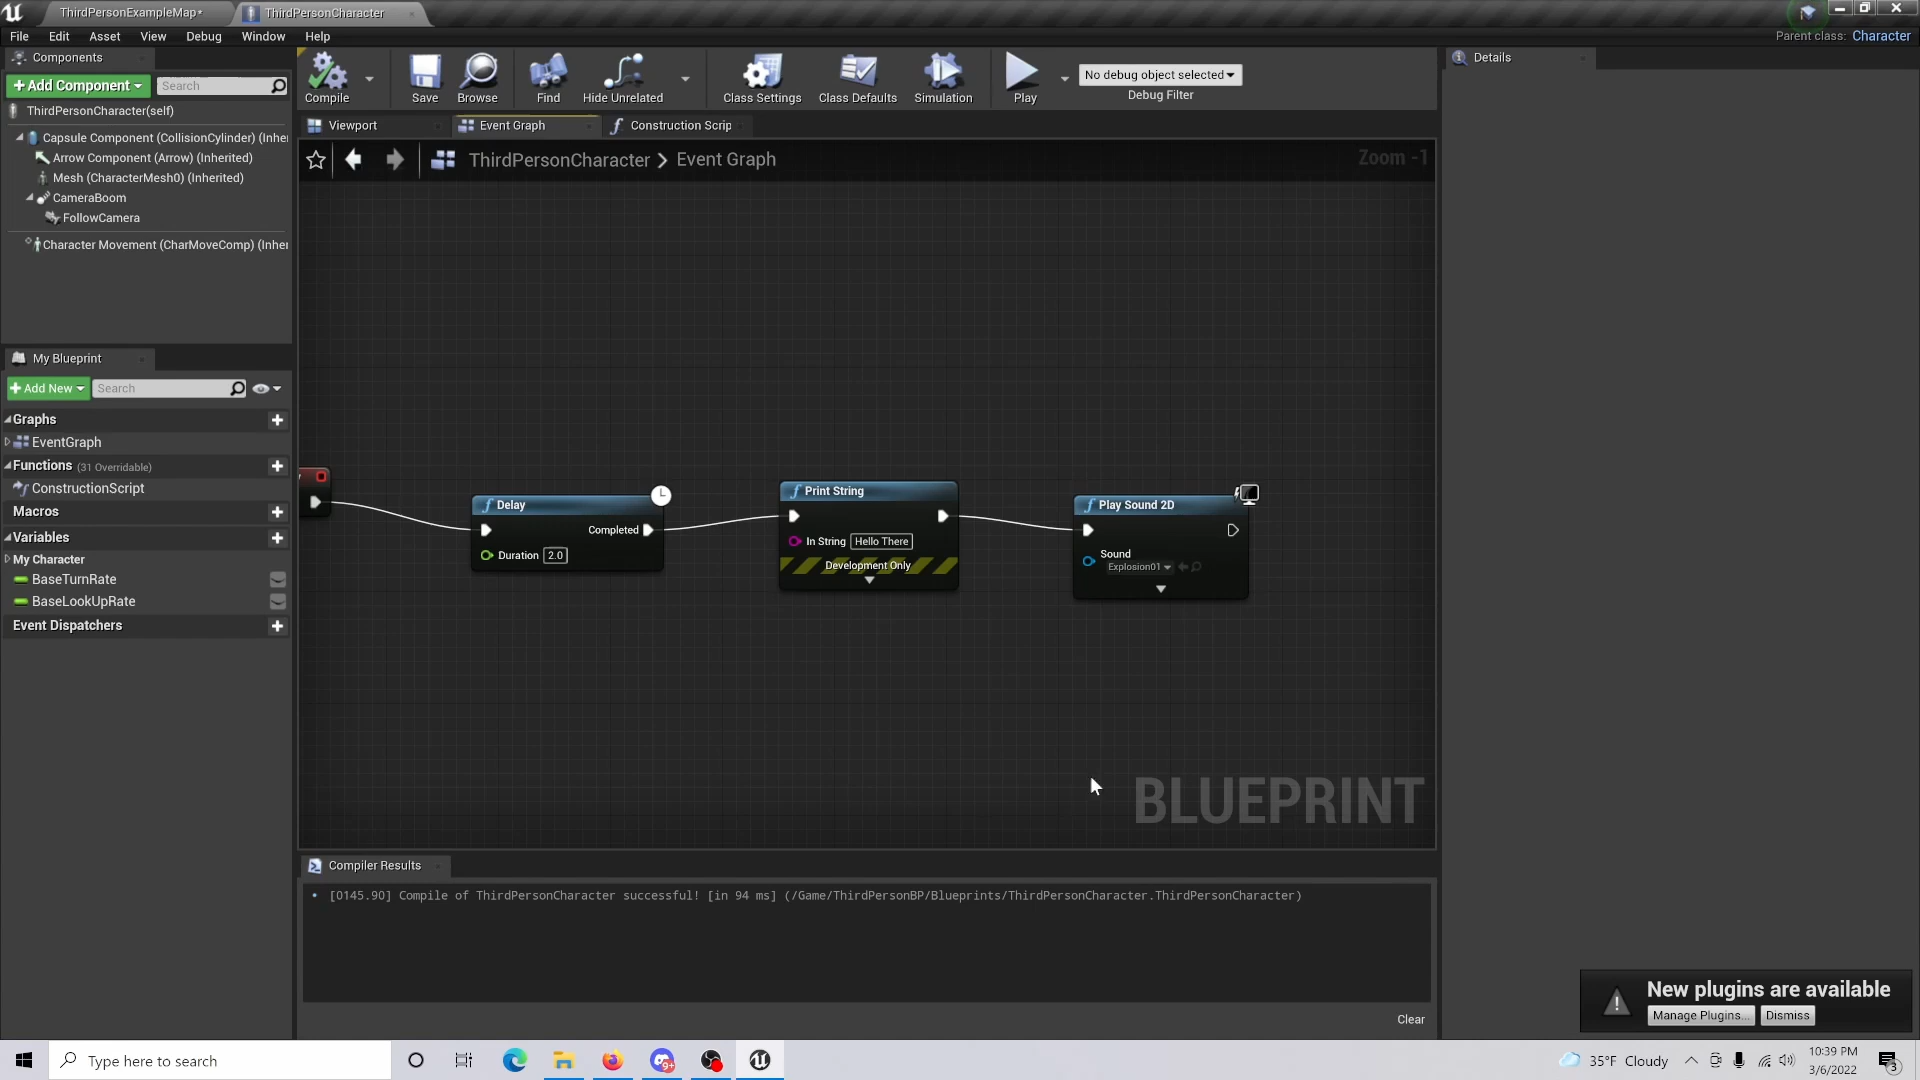 ThirdPersonExampleMap*
ThirdPersonCharacter
File Edit Asset View Debug Window Help
Parent class: Character
Components
+Add Component
Search
ThirdPersonCharacter(self)
Capsule Component (CollisionCylinder) (Inhe
Arrow Component (Arrow) (Inherited)
Mesh (CharacterMesh0) (Inherited)
CameraBoom
FollowCamera
Character Movement (CharMoveComp) (Inhe
My Blueprint
+Add New
Search
Graphs
EventGraph
Functions (31 Overridable)
ConstructionScript
Macros
Variables
My Character
BaseTurnRate
BaseLookUpRate
Event Dispatchers
Compile
Save
Browse
Find
Hide Unrelated
Class Settings
Class Defaults
Simulation
Play
No debug object selected
Debug Filter
Viewport
Event Graph
Construction Scrip
ThirdPersonCharacter > Event Graph
Zoom -1
Delay
Completed
Duration 2.0
Print String
In String Hello There
Development Only
Play Sound 2D
Sound
Explosion01
BLUEPRINT
Compiler Results
[0145.90] Compile of ThirdPersonCharacter successful! [in 94 ms] (/Game/ThirdPersonBP/Blueprints/ThirdPersonCharacter.ThirdPersonCharacter)
Clear
Details
New plugins are available
Manage Plugins...
Dismiss
Type here to search
9+
35°F Cloudy
10:39 PM
3/6/2022
3